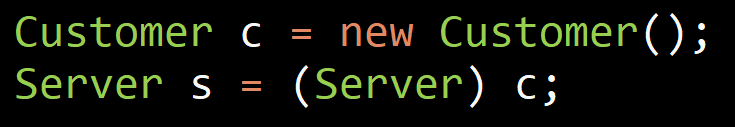 Customer c = new Customer();
Server s = (Server) c;